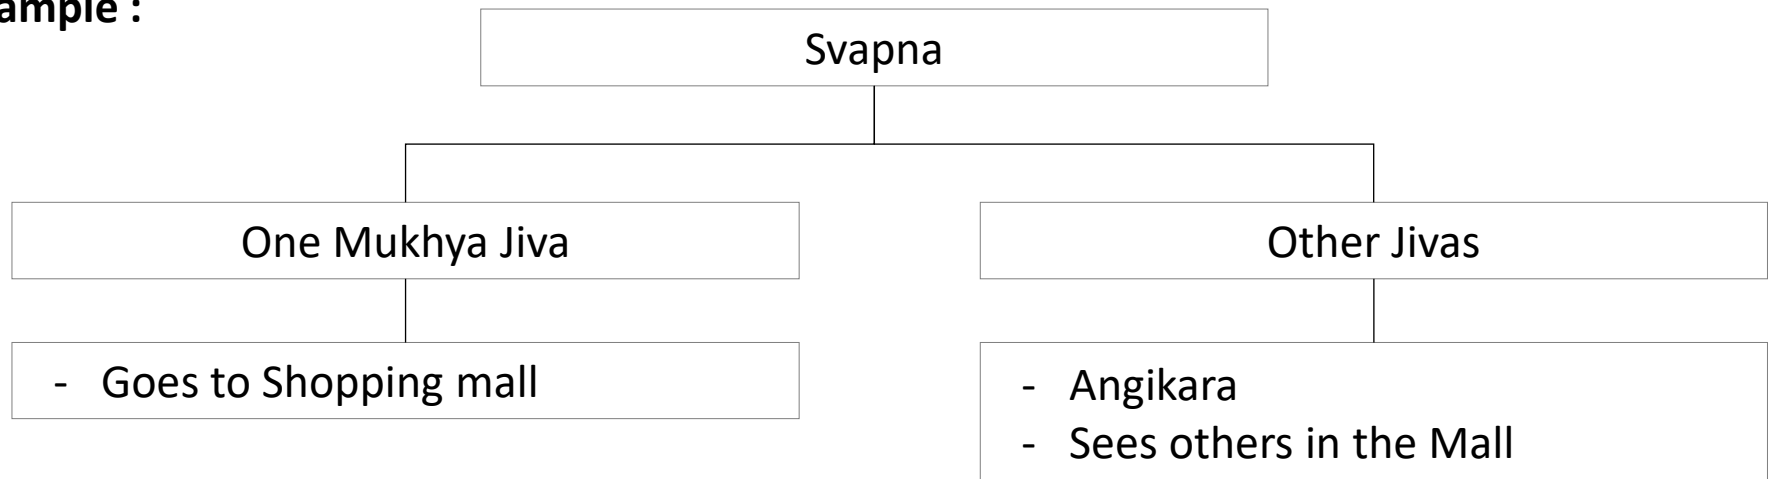 ample :
Svapna
One Mukhya Jiva
Other Jivas
- Goes to Shopping mall
- Angikara
- Sees others in the Mall